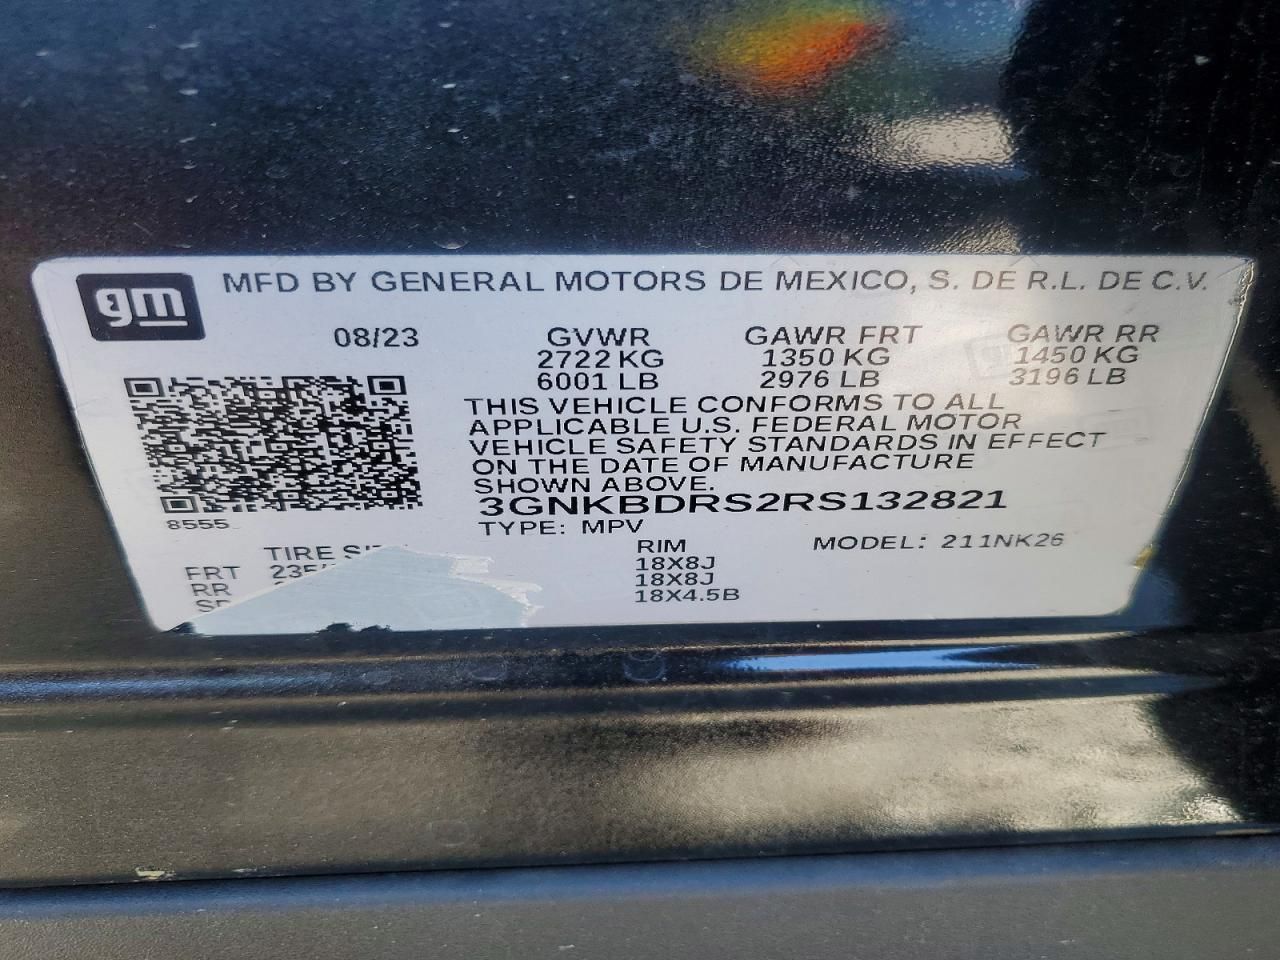 gm
MFD BY GENERAL MOTORS DE MEXICO, S. DE R.L. DE C.V.
08/23 GVWR GAWR FRT GAWR RR
2722 KG 1350 KG 1450 KG
6001 LB 2976 LB 3196 LB
THIS VEHICLE CONFORMS TO ALL
APPLICABLE U.S. FEDERAL MOTOR
VEHICLE SAFETY STANDARDS IN EFFECT
ON THE DATE OF MANUFACTURE
SHOWN ABOVE.
3GNKBDRS2RS132821
8555
TYPE: MPV
TIRE RIM MODEL: 211NK26
FRT 18X8J
RR 18X8J
18X4.5B